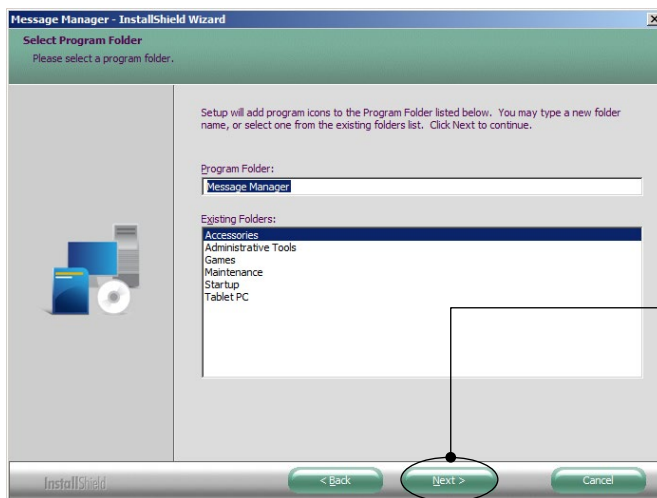 Message Manager - InstallShield Wizard
Select Program Folder
Please select a program folder.
Setup will add program icons to the Program Folder listed below. You may type a new folder
name, or select one from the existing folders list. Click Next to continue.
Program Folder:
Message Manager
Existing Folders:
Accessories
Administrative Tools
Games
Maintenance
Startup
Tablet PC
InstallShield
< Back
Next >
Cancel